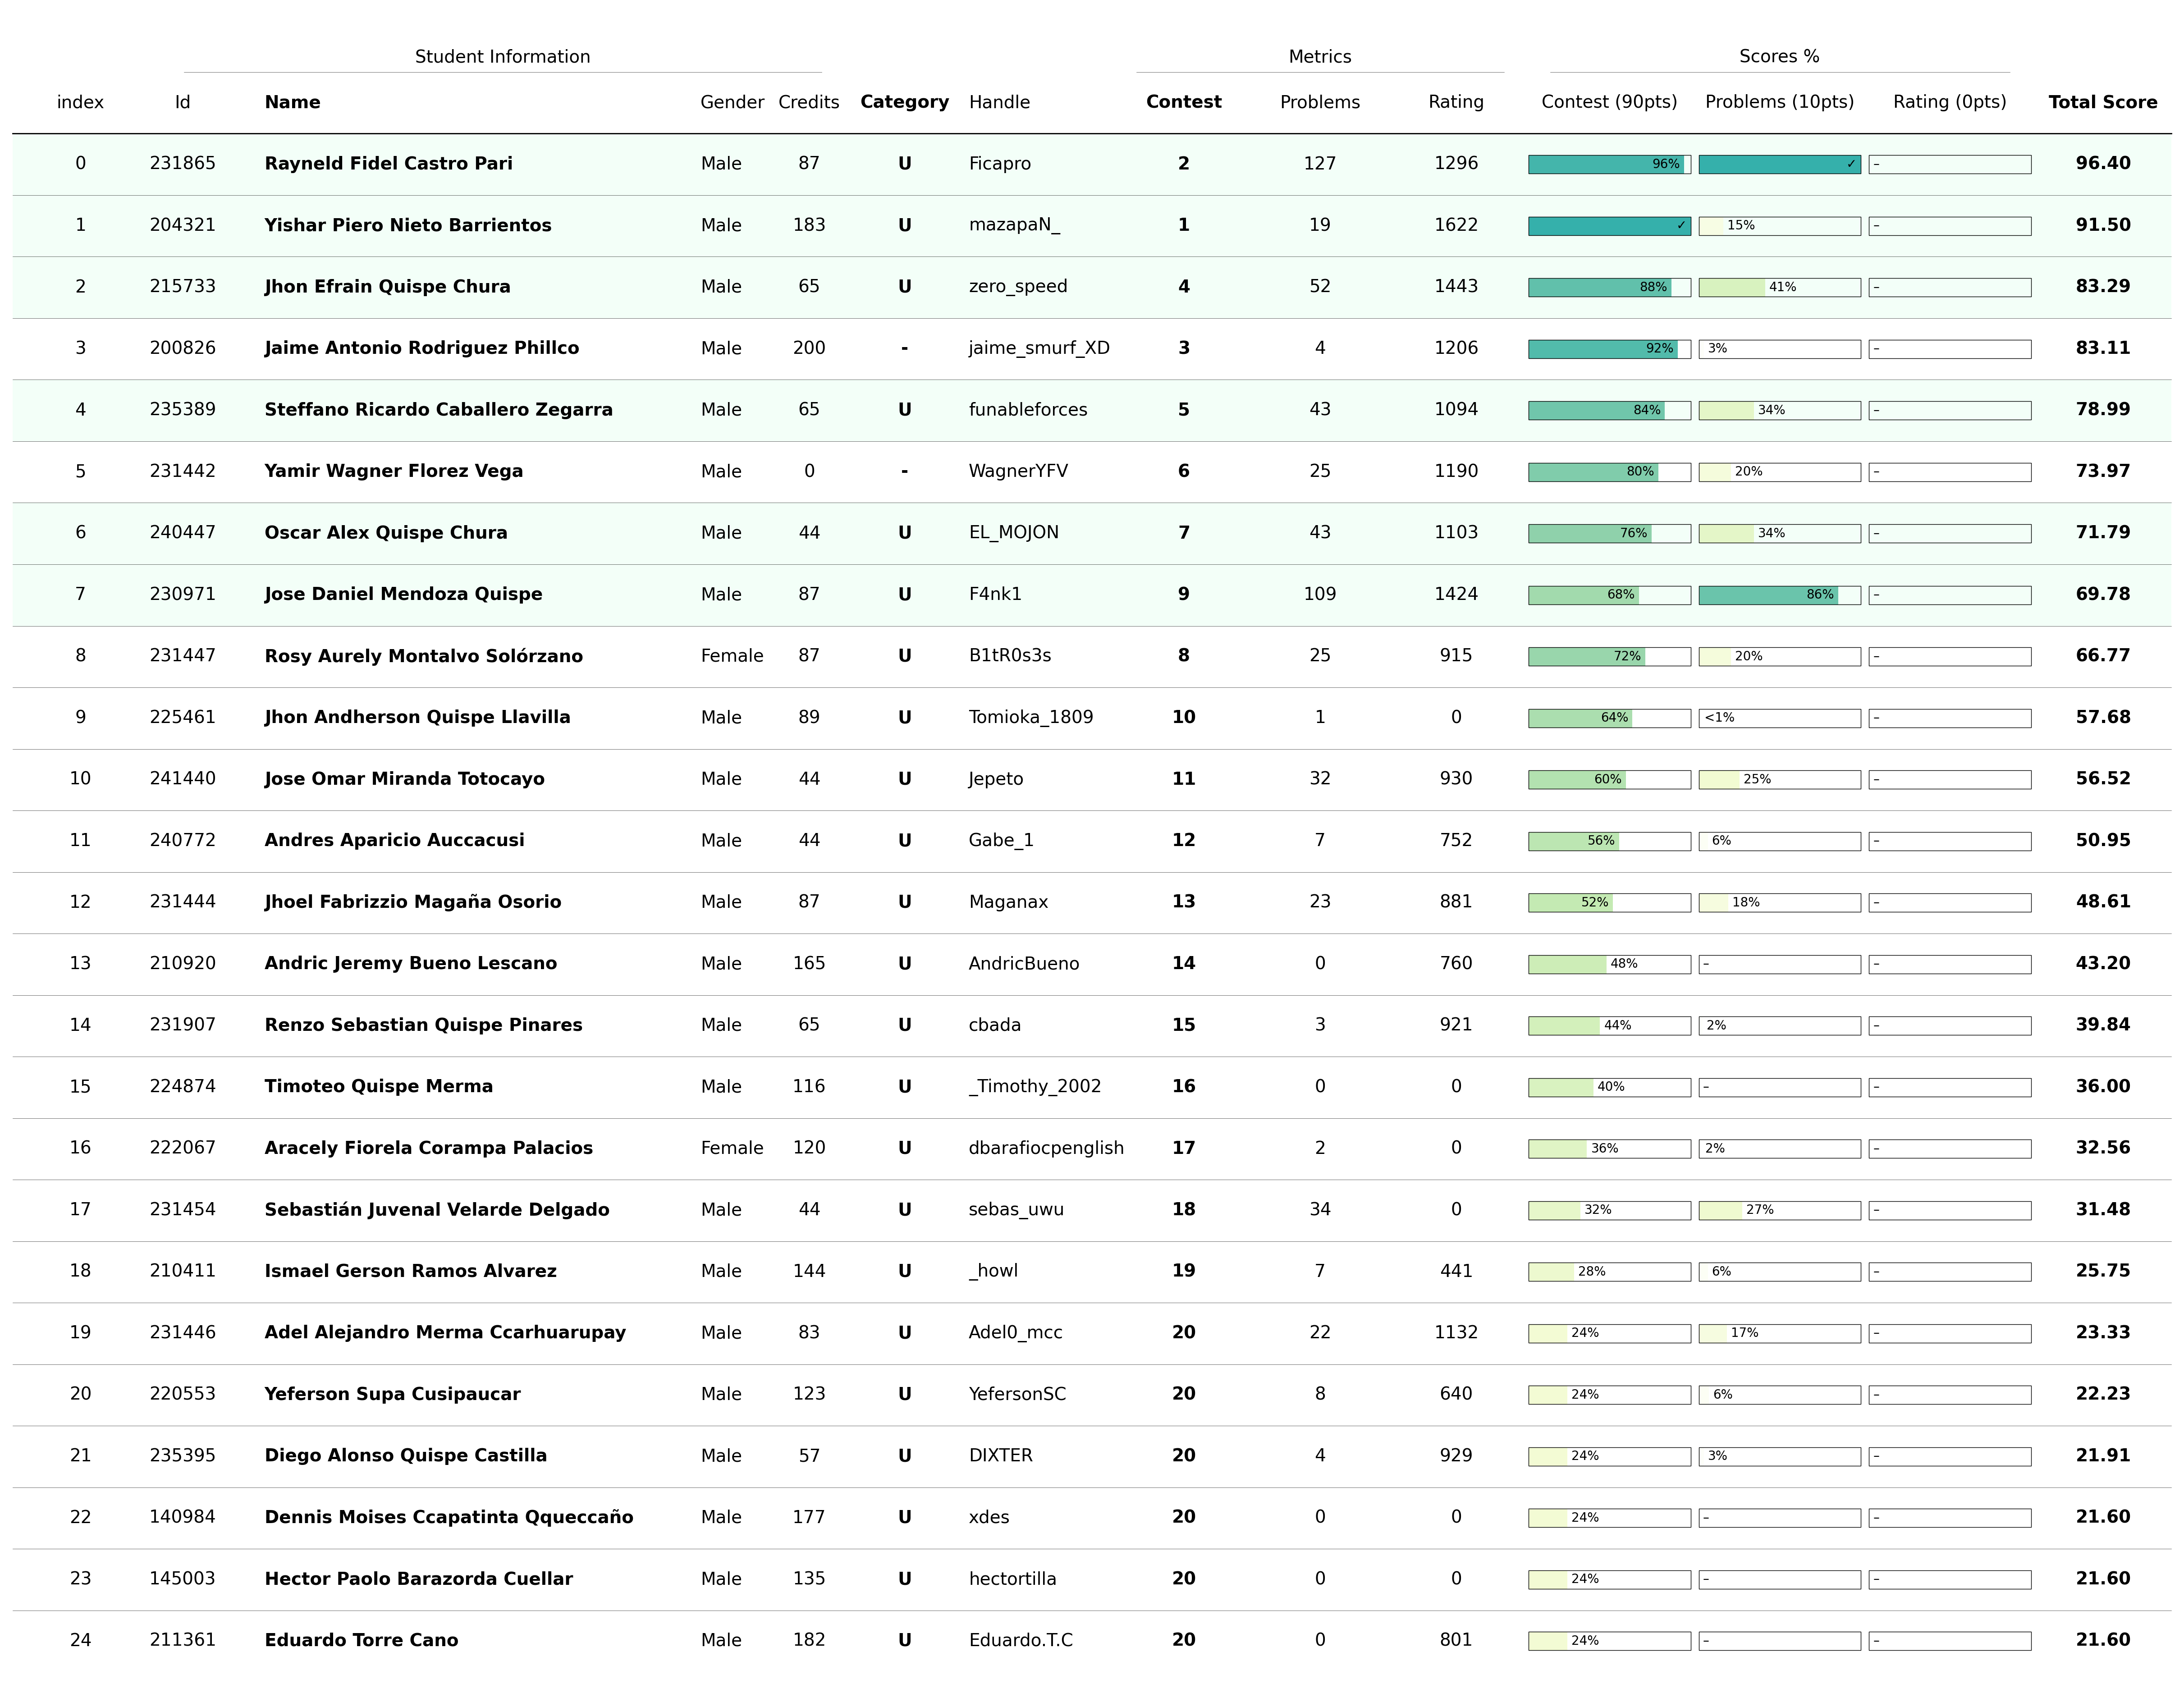 Student Information Metrics Scores %
index Id Name Gender Credits Category Handle Contest Problems Rating Contest (90pts) Problems (10pts) Rating (0pts) Total Score
0 231865 Rayneld Fidel Castro Pari Male 87 U Ficapro 2 127 1296 96% ✓ – 96.40
1 204321 Yishar Piero Nieto Barrientos Male 183 U mazapaN_ 1 19 1622 ✓ 15% – 91.50
2 215733 Jhon Efrain Quispe Chura Male 65 U zero_speed 4 52 1443 88% 41% – 83.29
3 200826 Jaime Antonio Rodriguez Phillco Male 200 - jaime_smurf_XD 3 4 1206 92% 3% – 83.11
4 235389 Steffano Ricardo Caballero Zegarra Male 65 U funableforces 5 43 1094 84% 34% – 78.99
5 231442 Yamir Wagner Florez Vega Male 0 - WagnerYFV 6 25 1190 80% 20% – 73.97
6 240447 Oscar Alex Quispe Chura Male 44 U EL_MOJON 7 43 1103 76% 34% – 71.79
7 230971 Jose Daniel Mendoza Quispe Male 87 U F4nk1 9 109 1424 68% 86% – 69.78
8 231447 Rosy Aurely Montalvo Solórzano Female 87 U B1tR0s3s 8 25 915 72% 20% – 66.77
9 225461 Jhon Andherson Quispe Llavilla Male 89 U Tomioka_1809 10 1 0 64% <1% – 57.68
10 241440 Jose Omar Miranda Totocayo Male 44 U Jepeto 11 32 930 60% 25% – 56.52
11 240772 Andres Aparicio Auccacusi Male 44 U Gabe_1 12 7 752 56% 6% – 50.95
12 231444 Jhoel Fabrizzio Magaña Osorio Male 87 U Maganax 13 23 881 52% 18% – 48.61
13 210920 Andric Jeremy Bueno Lescano Male 165 U AndricBueno 14 0 760 48% – – 43.20
14 231907 Renzo Sebastian Quispe Pinares Male 65 U cbada 15 3 921 44% 2% – 39.84
15 224874 Timoteo Quispe Merma Male 116 U _Timothy_2002 16 0 0 40% – – 36.00
16 222067 Aracely Fiorela Corampa Palacios Female 120 U dbarafiocpenglish 17 2 0 36% 2% – 32.56
17 231454 Sebastián Juvenal Velarde Delgado Male 44 U sebas_uwu 18 34 0 32% 27% – 31.48
18 210411 Ismael Gerson Ramos Alvarez Male 144 U _howl 19 7 441 28% 6% – 25.75
19 231446 Adel Alejandro Merma Ccarhuarupay Male 83 U Adel0_mcc 20 22 1132 24% 17% – 23.33
20 220553 Yeferson Supa Cusipaucar Male 123 U YefersonSC 20 8 640 24% 6% – 22.23
21 235395 Diego Alonso Quispe Castilla Male 57 U DIXTER 20 4 929 24% 3% – 21.91
22 140984 Dennis Moises Ccapatinta Qqueccaño Male 177 U xdes 20 0 0 24% – – 21.60
23 145003 Hector Paolo Barazorda Cuellar Male 135 U hectortilla 20 0 0 24% – – 21.60
24 211361 Eduardo Torre Cano Male 182 U Eduardo.T.C 20 0 801 24% – – 21.60